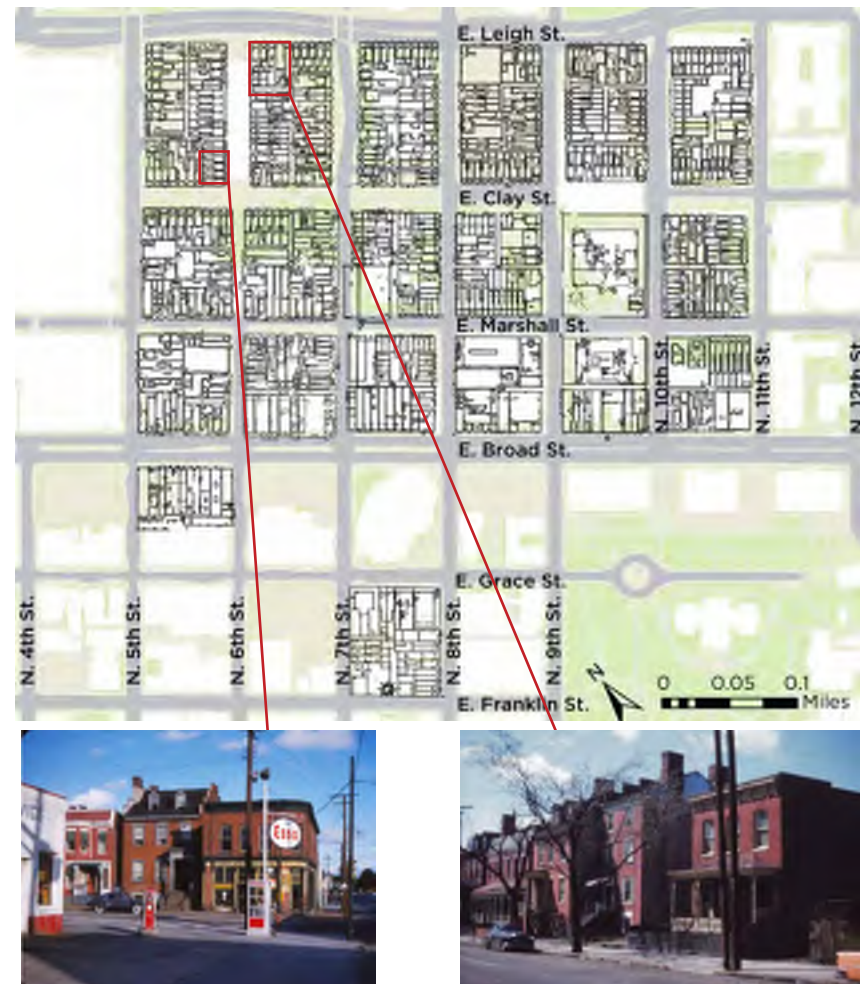 E. Leigh St.
E. Clay St.
E. Marshall St.
N. 10th St.
N. 11th St.
N. 12th St.
E. Broad St.
E. Grace St.
N. 4th St.
N. 5th St.
N. 6th St.
N. 7th St.
N. 8th St.
N. 9th St.
N
0 0.05 0.1
Miles
E. Franklin St.
Esso